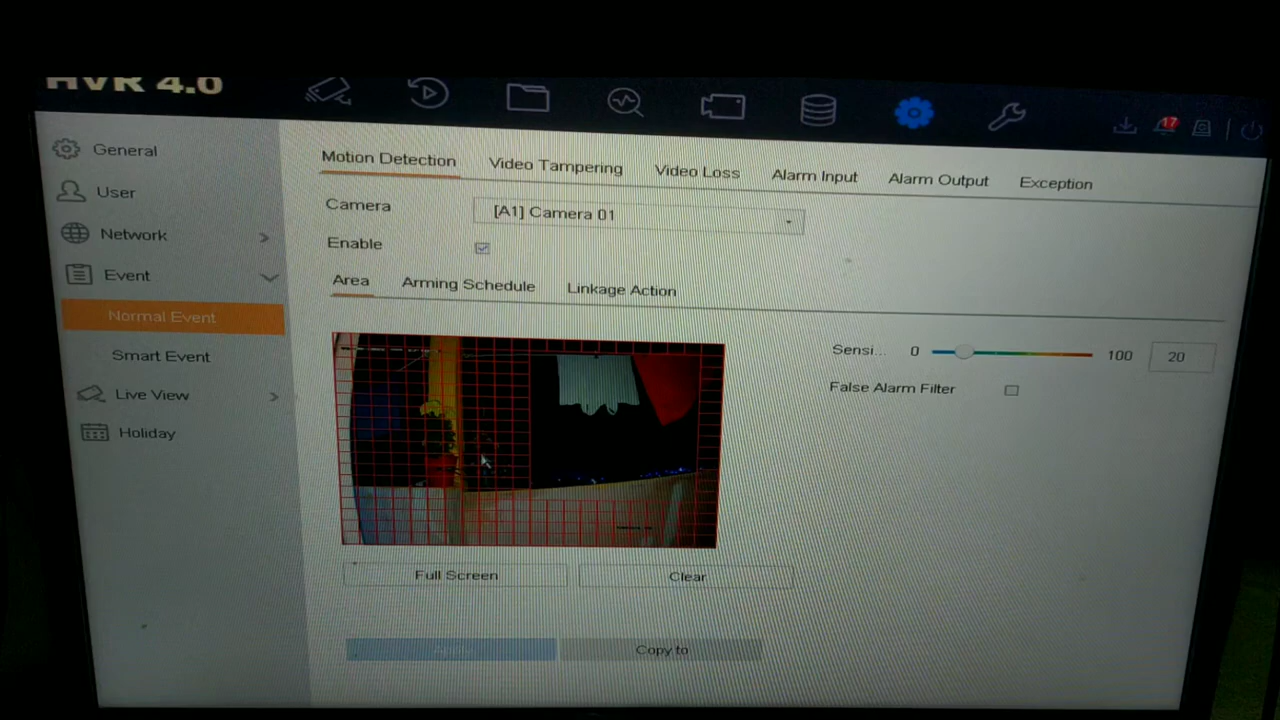 HVR 4.0
17
General
User
Network
Event
Normal Event
Smart Event
Live View
Holiday
Motion Detection Video Tampering Video Loss Alarm Input Alarm Output Exception
Camera [A1] Camera 01
Enable
Area Arming Schedule Linkage Action
Sensi... 0 100 20
False Alarm Filter
Full Screen Clear
Copy to